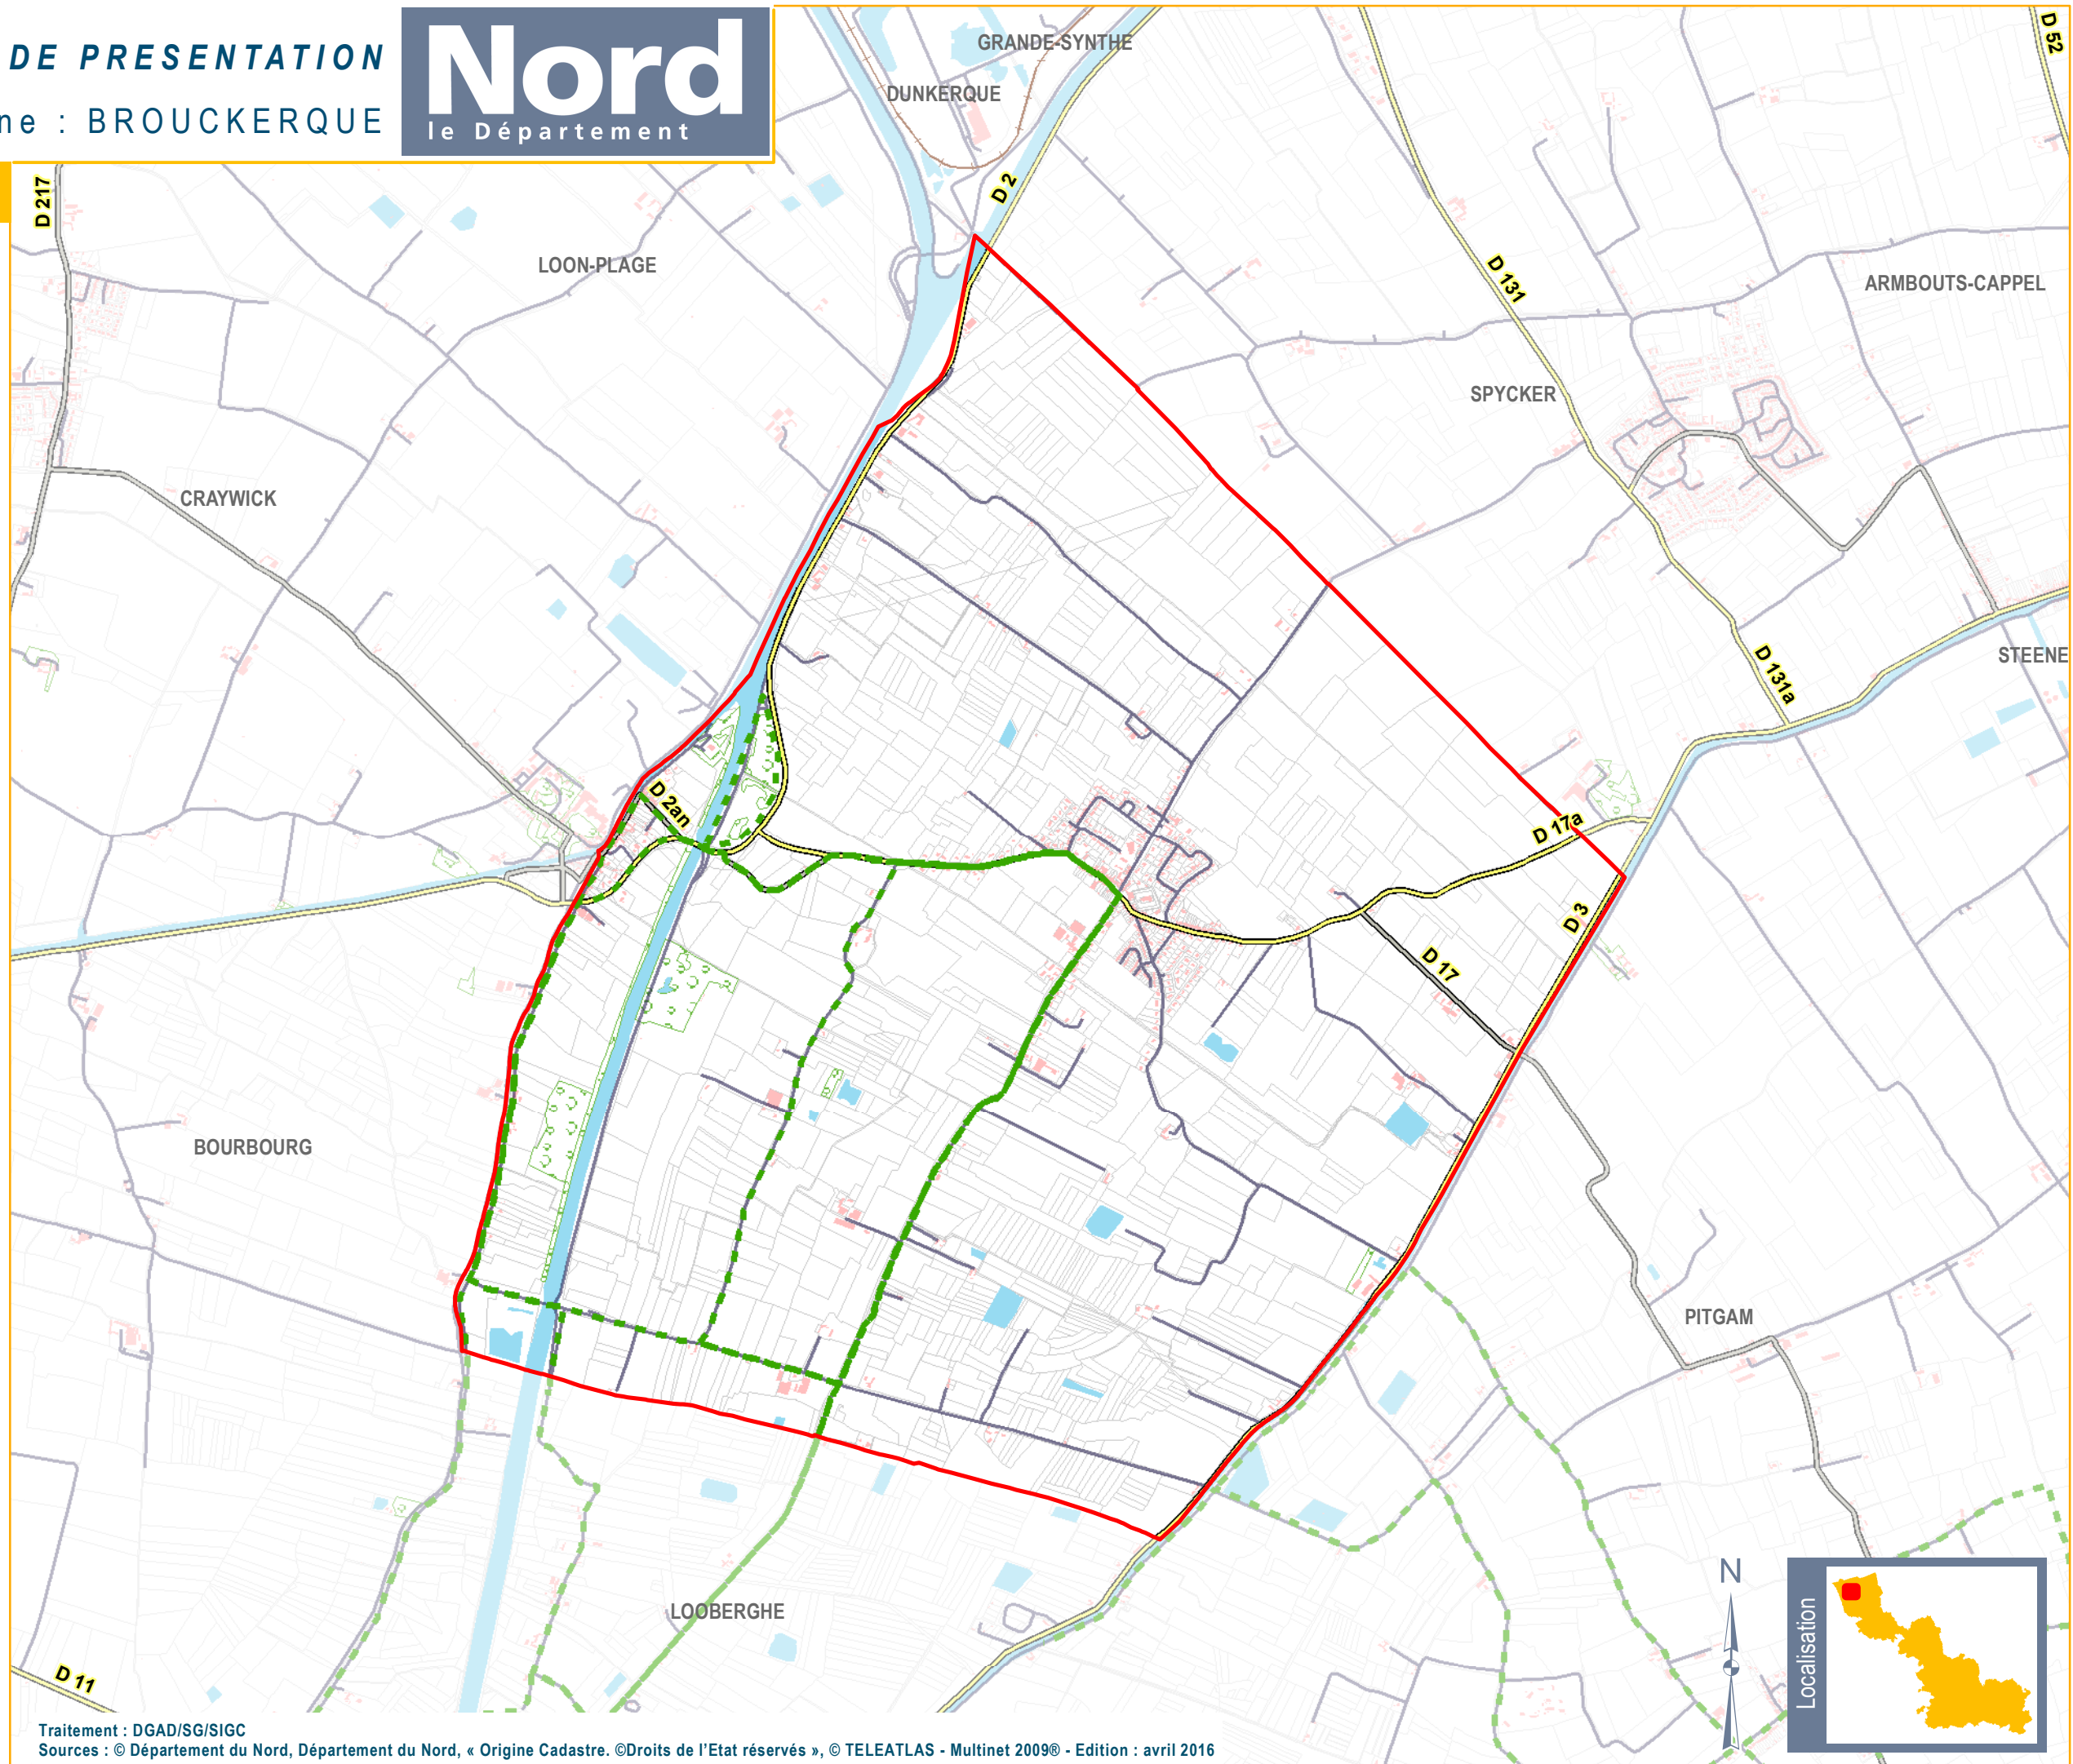 DE PRESENTATION
ne : BROUCKERQUE
Nord
le Département
GRANDE-SYNTHE
DUNKERQUE
D 52
D 217
D 2
LOON-PLAGE
D 131
ARMBOUTS-CAPPEL
SPYCKER
CRAYWICK
STEENE
D 131a
D 2an
D 17a
D 3
D 17
BOURBOURG
PITGAM
LOOBERGHE
D 11
N
Localisation
Traitement : DGAD/SG/SIGC
Sources : © Département du Nord, Département du Nord, « Origine Cadastre. ©Droits de l'Etat réservés », © TELEATLAS - Multinet 2009® - Edition : avril 2016